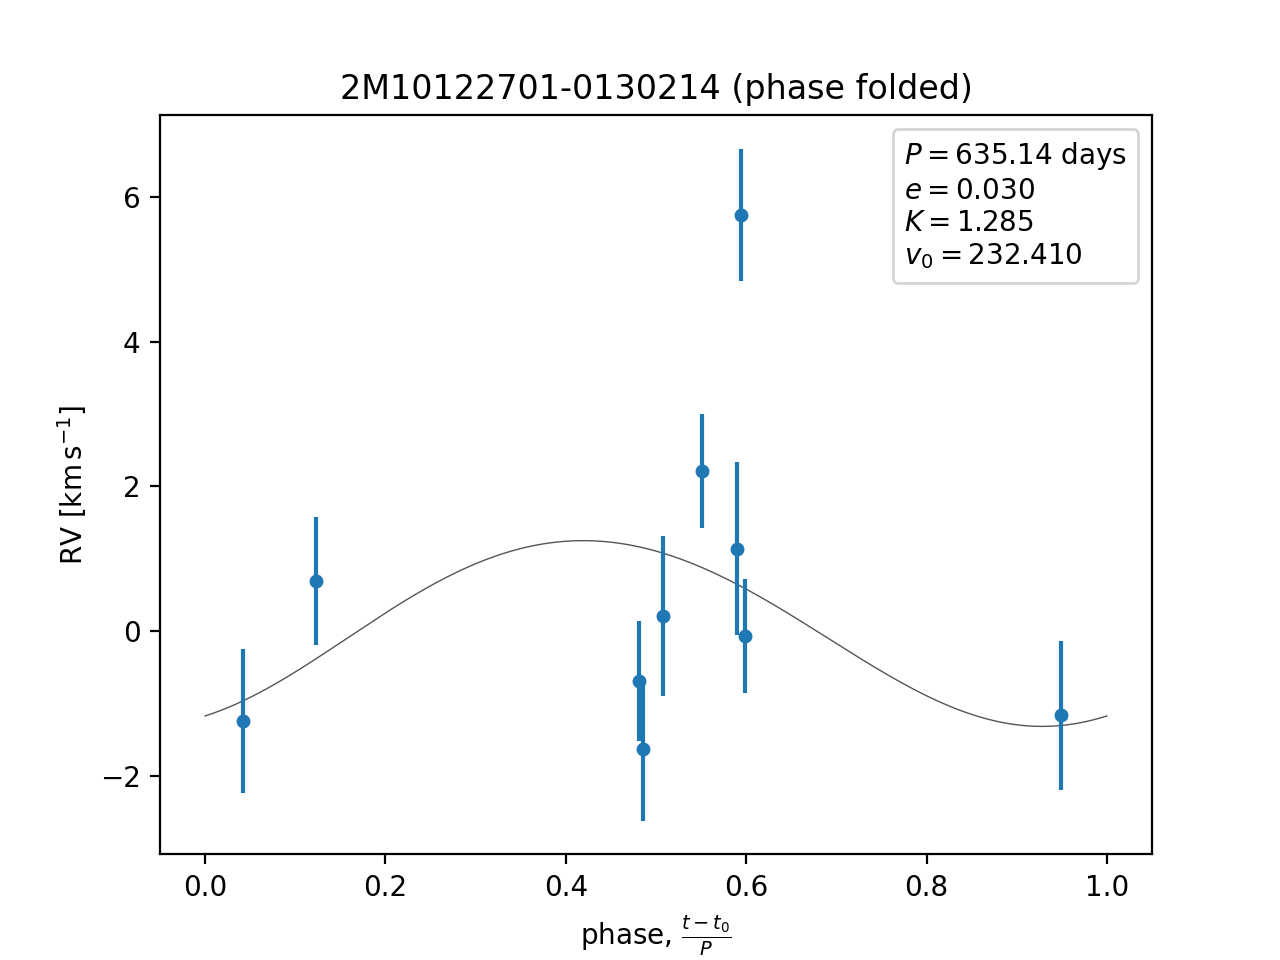 2M10122701-0130214 (phase folded)
P = 635.14 days
e = 0.030
K = 1.285
v₀ = 232.410
6
4
2
0
−2
RV [km s⁻¹]
0.0 0.2 0.4 0.6 0.8 1.0
phase, (t − t₀)/P